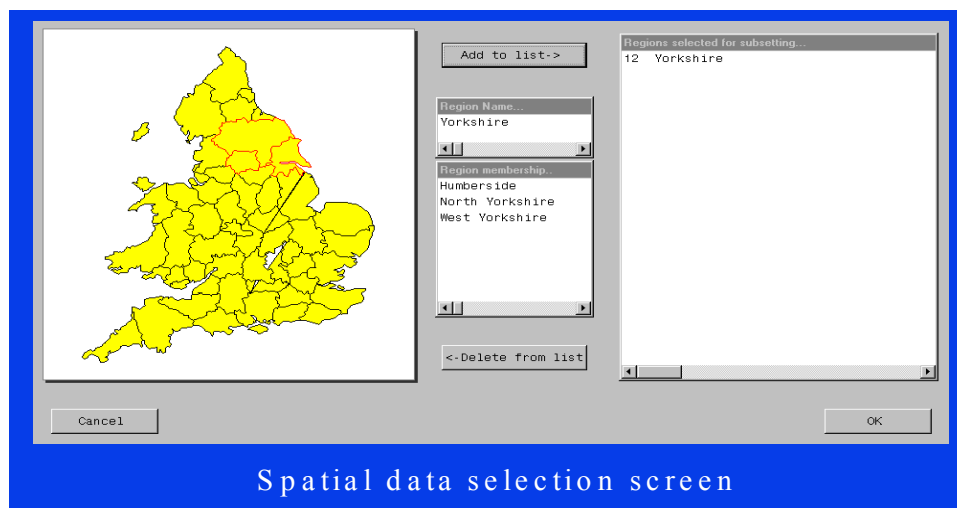 Add to list->
Region Name...
Yorkshire
Region membership..
Humberside
North Yorkshire
West Yorkshire
<-Delete from list
Regions selected for subsetting...
12 Yorkshire
Cancel
OK
Spatial data selection screen